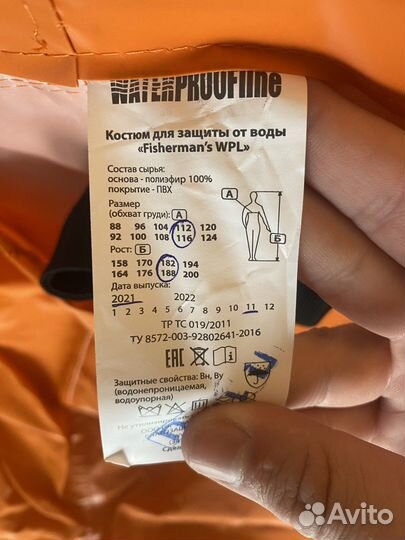 WATERPROOFline
Костюм для защиты от воды
«Fisherman's WPL»
Состав сырья:
основа - полиэфир 100%
покрытие - ПВХ
Размер
(обхват груди): А
88 96 104 112 120
92 100 108 116 124
Рост: Б
158 170 182 194
164 176 188 200
Дата выпуска:
2021 2022
1 2 3 4 5 6 7 8 9 10 11 12
ТР ТС 019/2011
ТУ 8572-003-92802641-2016
EAC
Защитные свойства: Вн, Ву
(водонепроницаемая,
водоупорная)
Не
ООО
А
Б
Avito